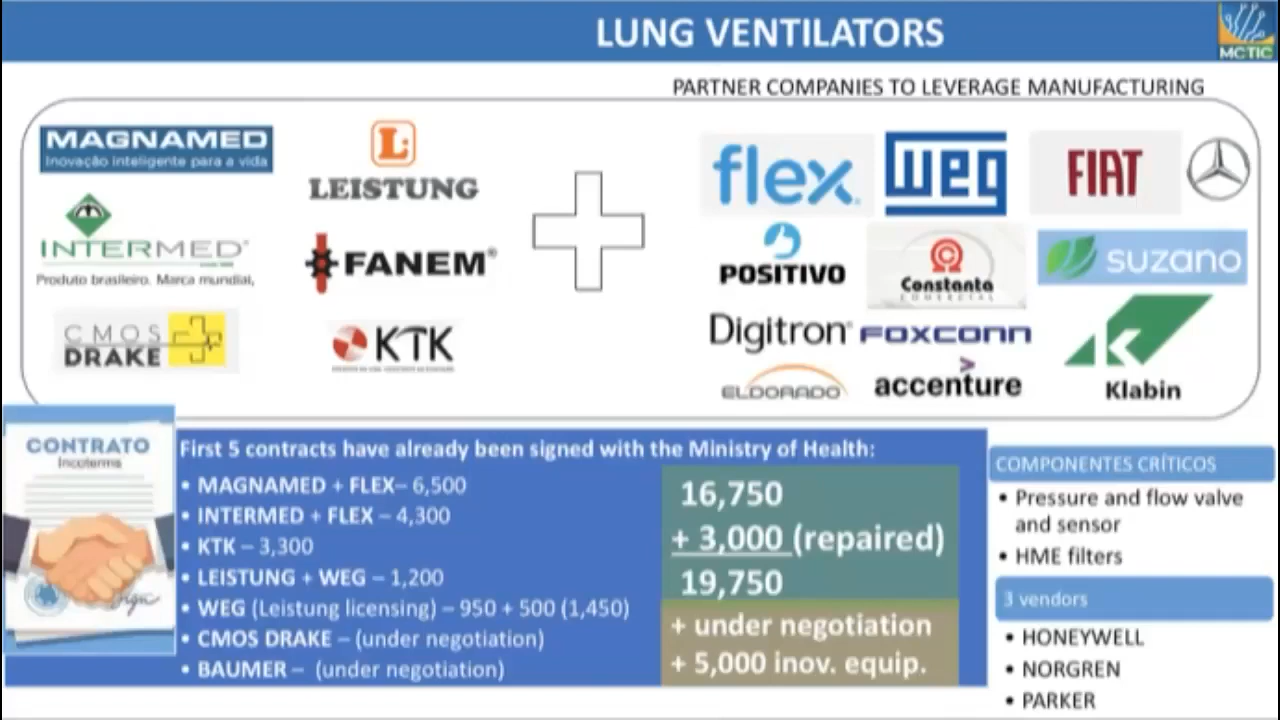 LUNG VENTILATORS
MCTIC
PARTNER COMPANIES TO LEVERAGE MANUFACTURING
MAGNAMED
Inovação inteligente para a vida
L:
LEISTUNG
INTERMED®
Produto brasileiro. Marca mundial,
FANEM®
CMOS
DRAKE
KTK
flex.
weg
FIAT
POSITIVO
Constanta
COMERCIAL
suzano
Digitron
FOXCONN
ELDORADO
>
accenture
K
Klabin
CONTRATO
Incoterms
First 5 contracts have already been signed with the Ministry of Health:
• MAGNAMED + FLEX– 6,500
• INTERMED + FLEX – 4,300
• KTK – 3,300
• LEISTUNG + WEG – 1,200
• WEG (Leistung licensing) – 950 + 500 (1,450)
• CMOS DRAKE – (under negotiation)
• BAUMER – (under negotiation)
16,750
+ 3,000 (repaired)
19,750
+ under negotiation
+ 5,000 inov. equip.
COMPONENTES CRÍTICOS
• Pressure and flow valve
and sensor
• HME filters
3 vendors
• HONEYWELL
• NORGREN
• PARKER